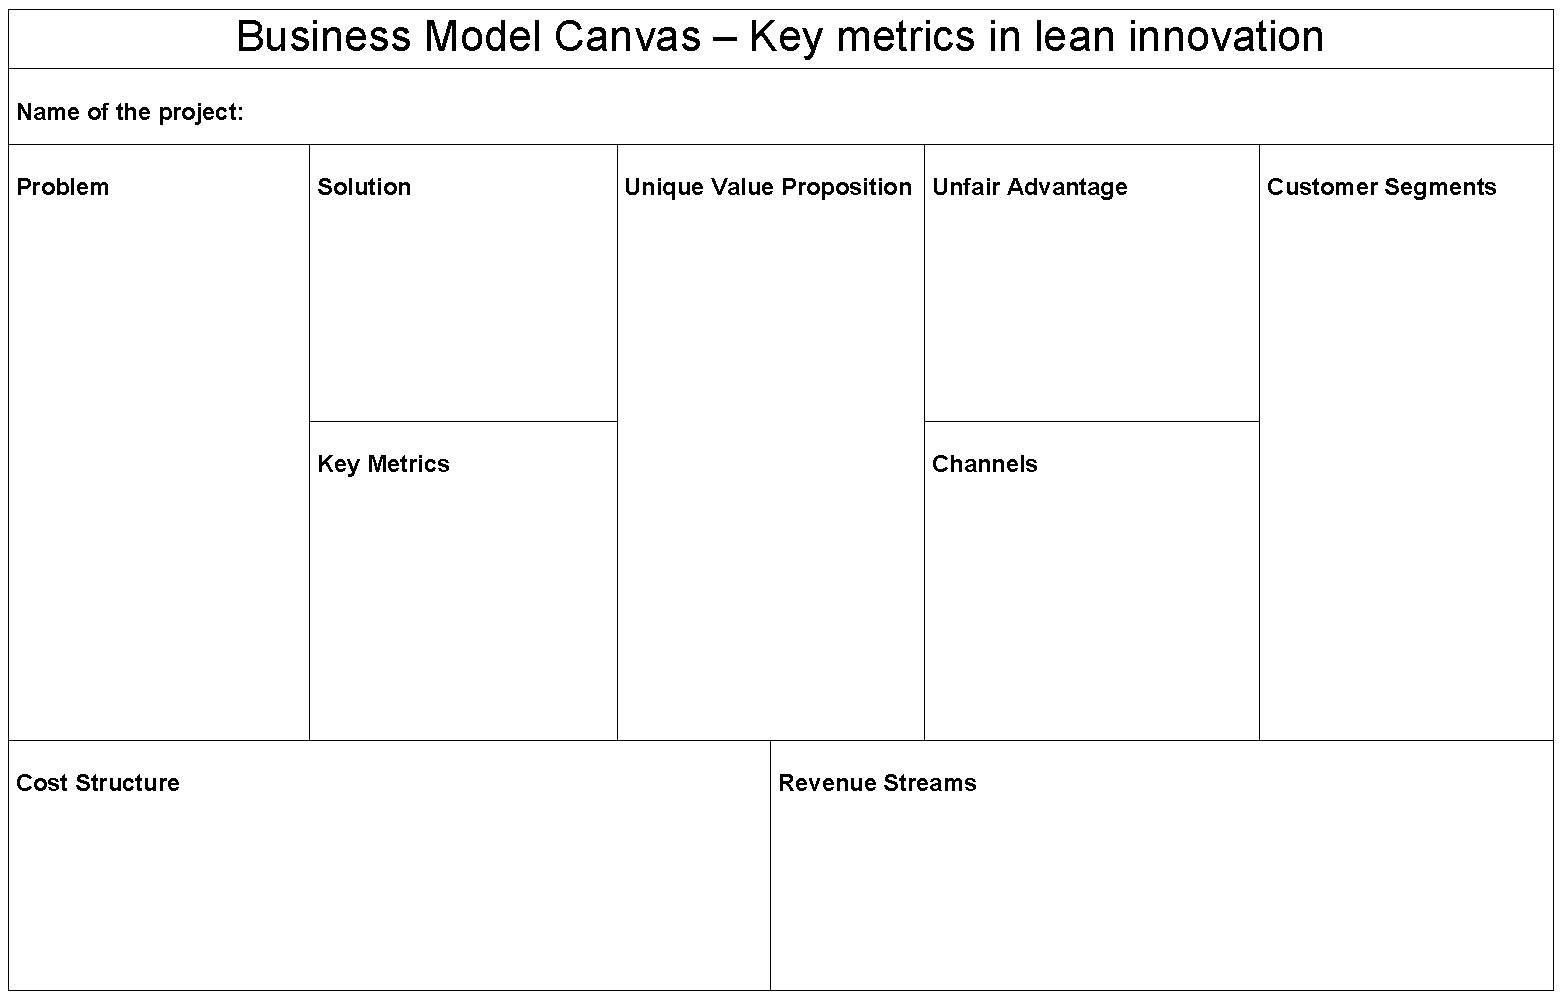 Business Model Canvas – Key metrics in lean innovation
Name of the project:
Problem
Solution
Unique Value Proposition
Unfair Advantage
Customer Segments
Key Metrics
Channels
Cost Structure
Revenue Streams